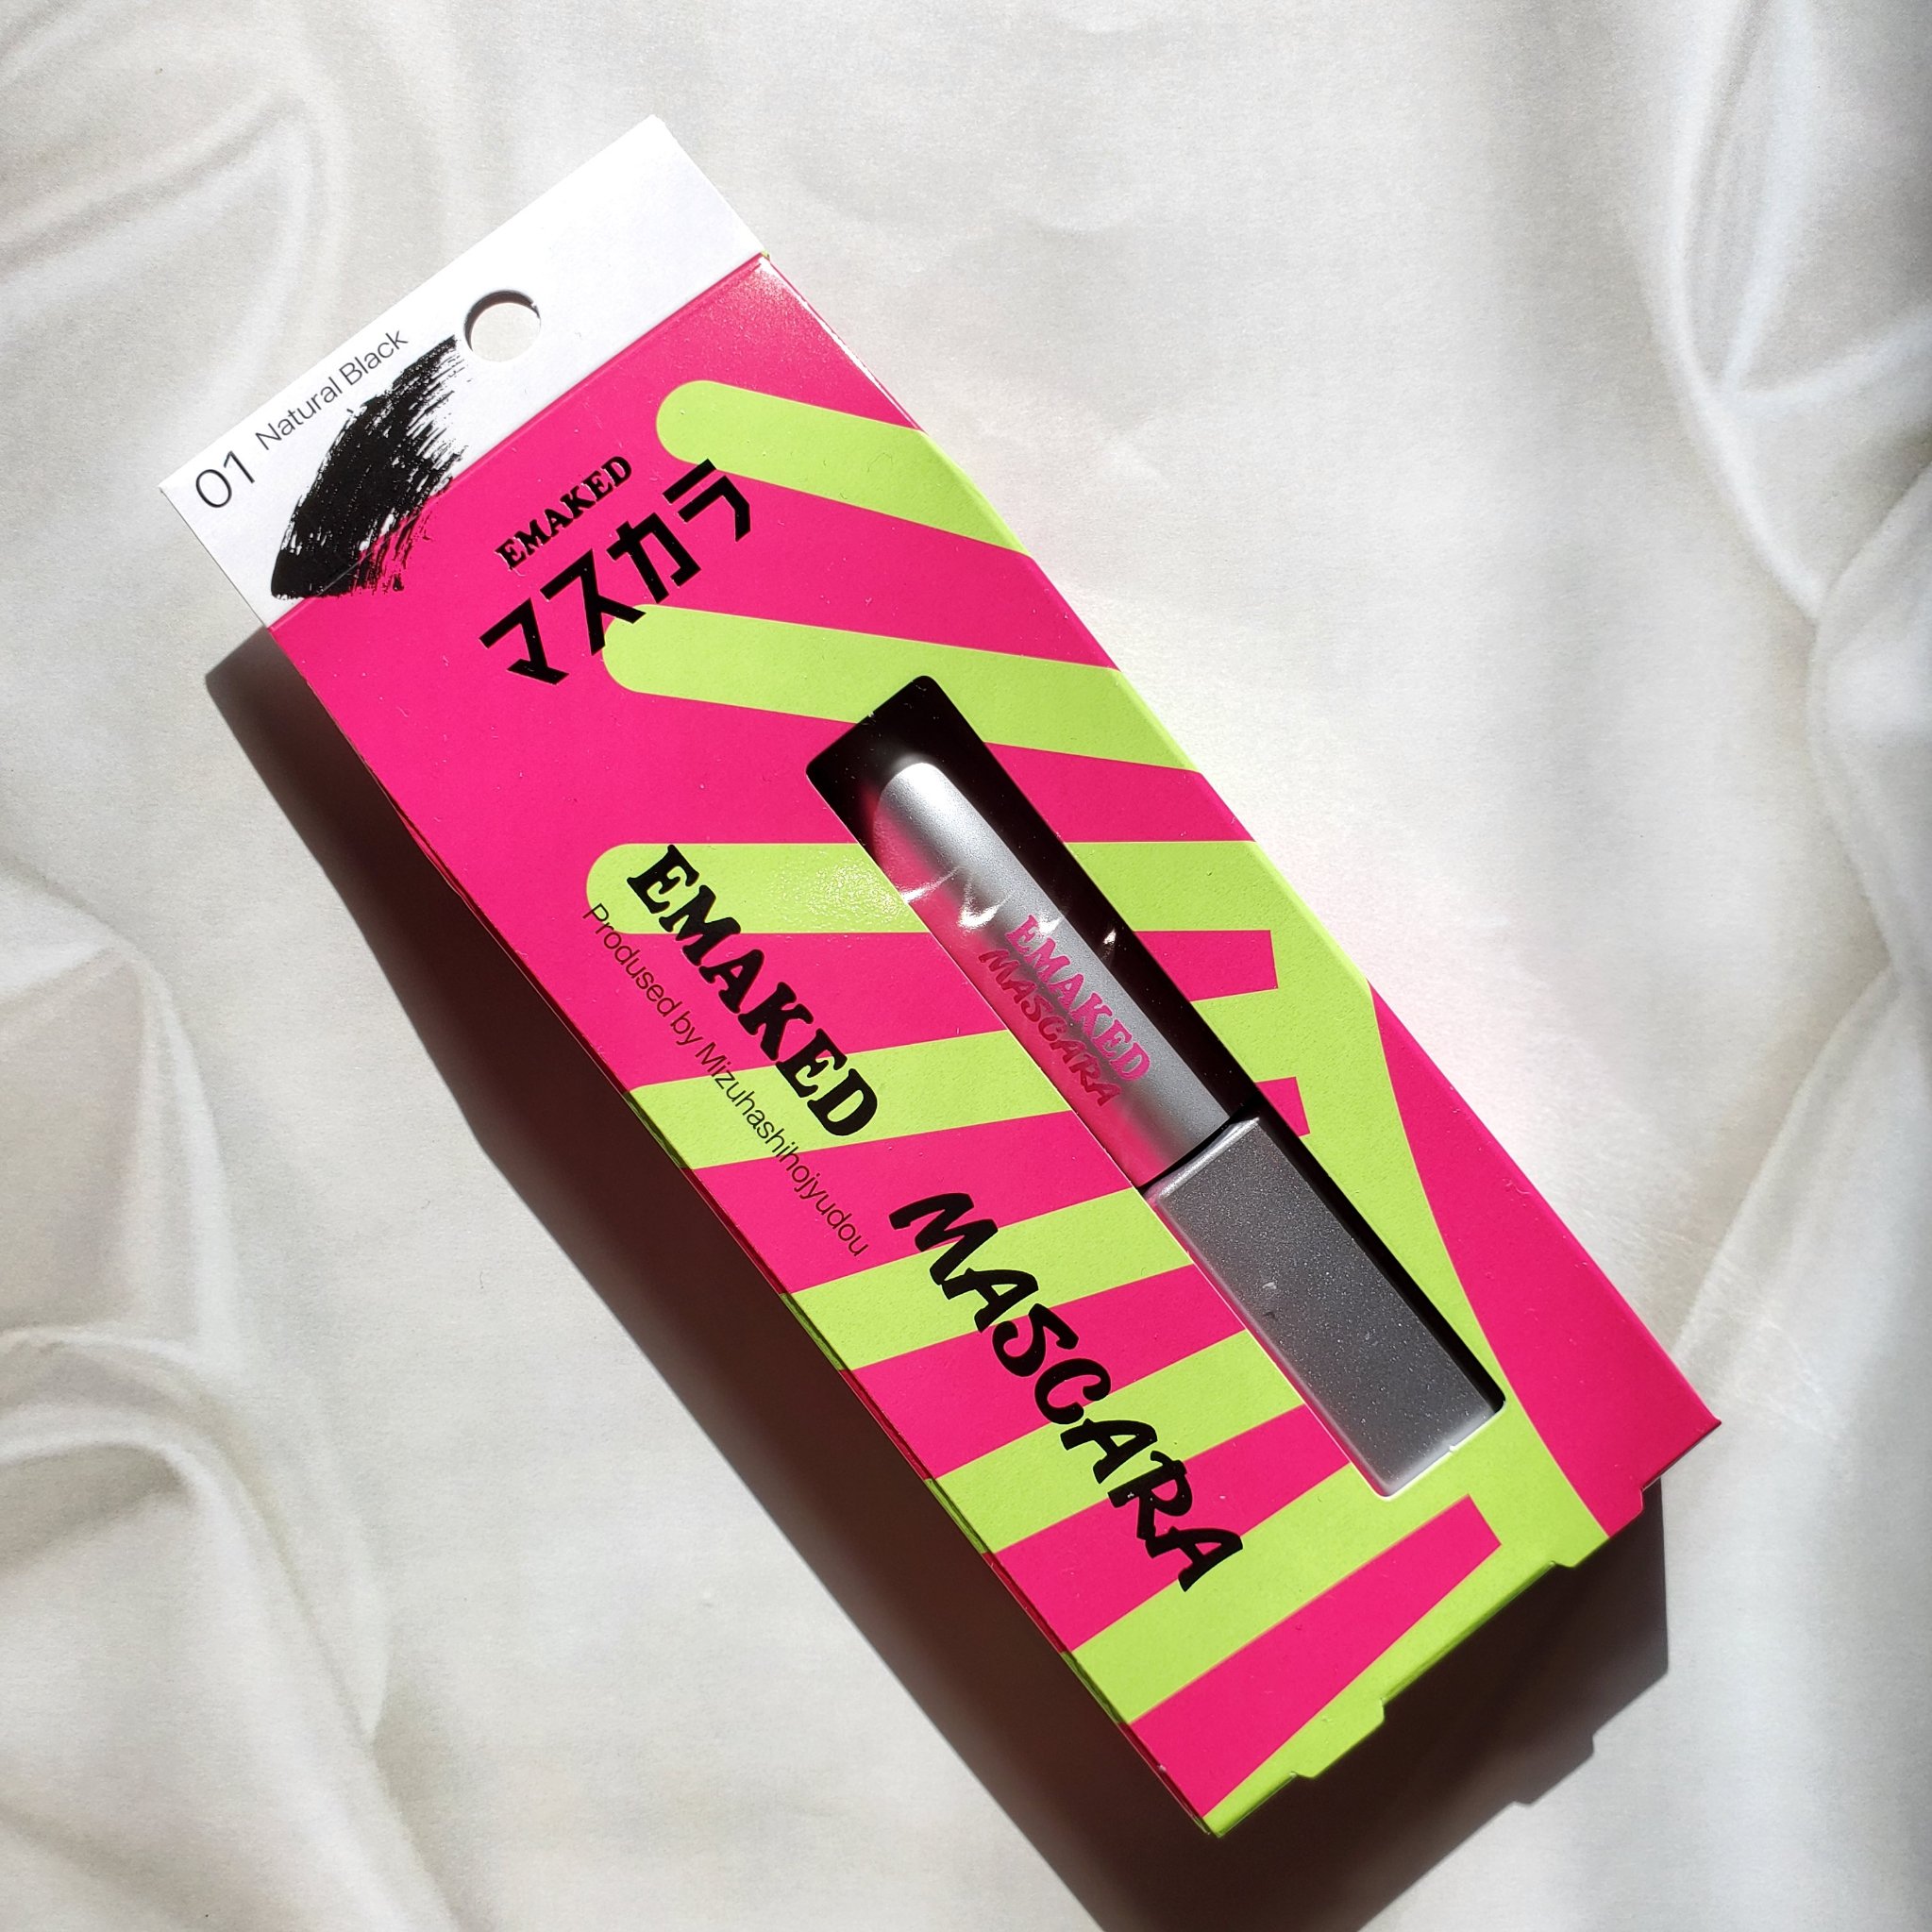 01 Natural Black
EMAKED
マスカラ
EMAKED
Prodused by Mizuhashihojyudou
MASCARA
EMAKED
MASCARA